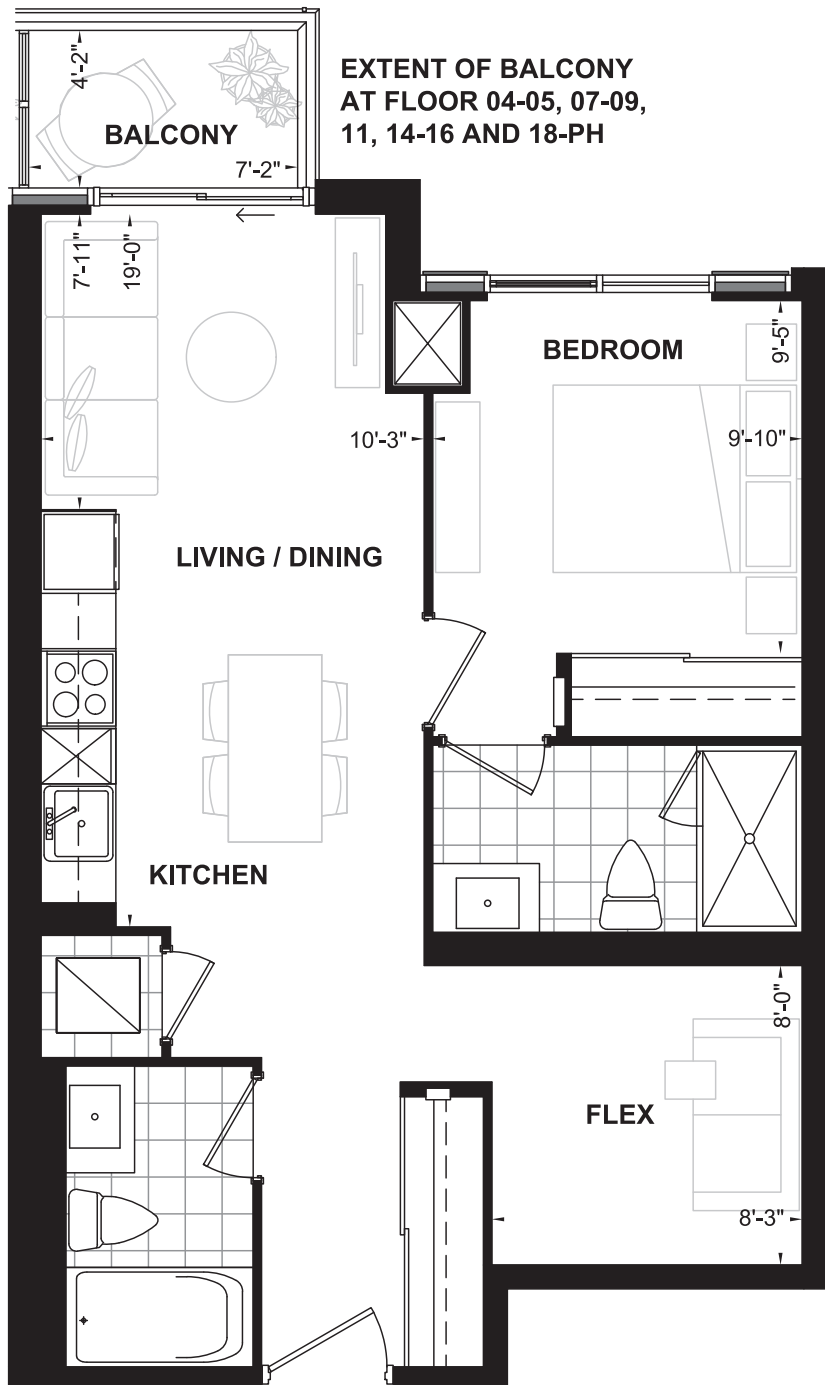 EXTENT OF BALCONY
AT FLOOR 04-05, 07-09,
11, 14-16 AND 18-PH
4'-2"
BALCONY
7'-2"
7'-11"
19'-0"
BEDROOM
9'-5"
10'-3"
9'-10"
LIVING / DINING
KITCHEN
8'-0"
FLEX
8'-3"